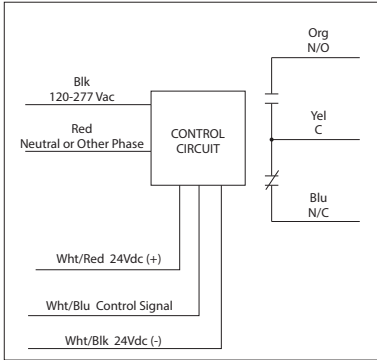 Org
N/O
Blk
120-277 Vac
Yel
C
Red
Neutral or Other Phase
CONTROL
CIRCUIT
Blu
N/C
Wht/Red 24Vdc (+)
Wht/Blu Control Signal
Wht/Blk 24Vdc (-)